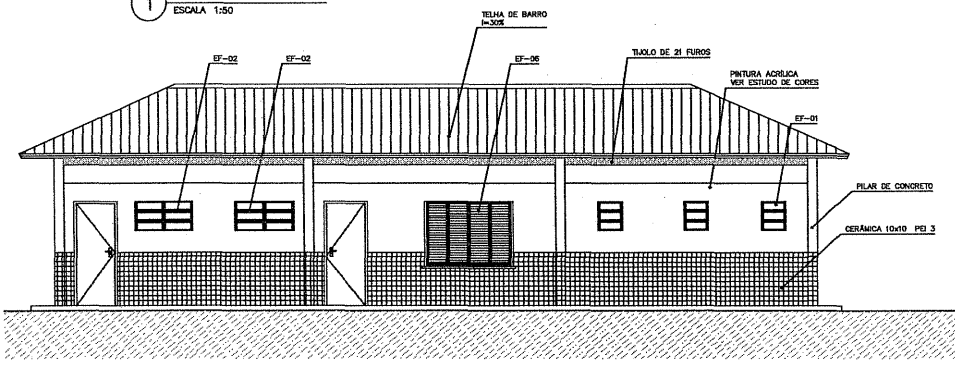 1
ESCALA 1:50
TELHA DE BARRO
i=30%
EF-02
EF-02
EF-06
TIJOLO DE 21 FUROS
PINTURA ACRÍLICA
VER ESTUDO DE CORES
EF-01
PILAR DE CONCRETO
CERÂMICA 10x10 PEI 3